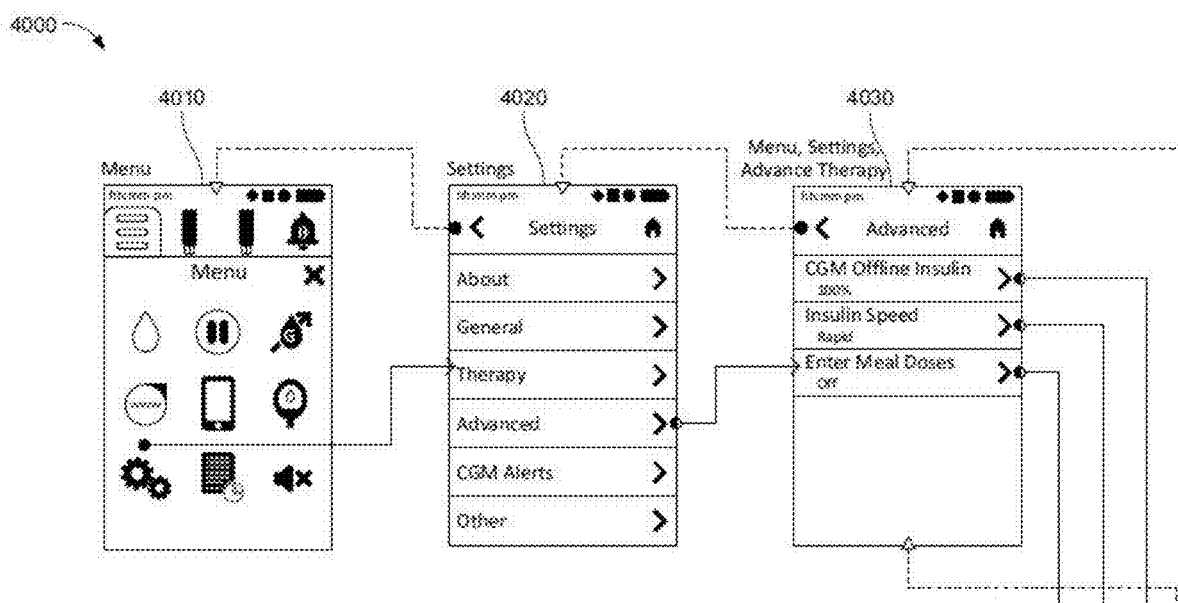 4000
4010
4020
4030
Menu
Settings
Menu, Settings,
Advance Therapy
Menu
Settings
Advanced
About
General
Therapy
Advanced
CGM Alerts
Other
CGM Offline Insulin
Insulin Speed
Rapid
Enter Meal Doses
Off